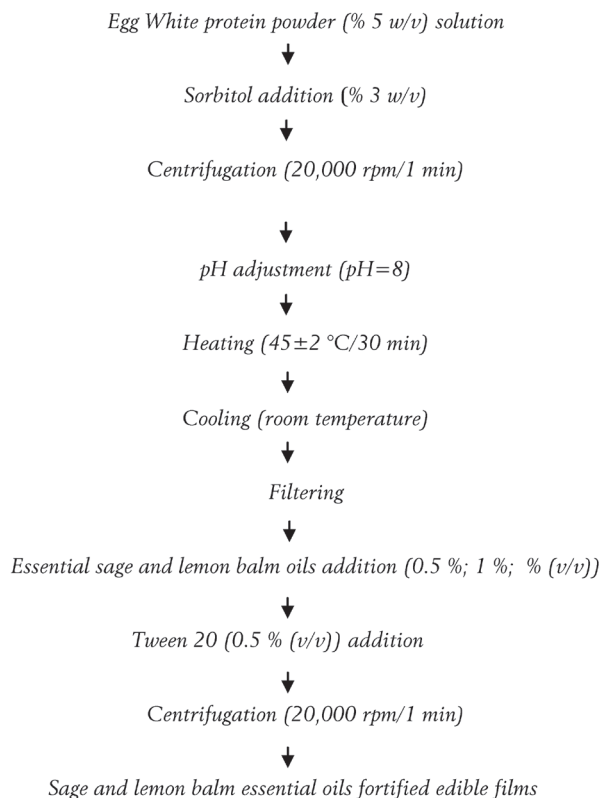 Egg White protein powder (% 5 w/v) solution
Sorbitol addition (% 3 w/v)
Centrifugation (20,000 rpm/1 min)
pH adjustment (pH=8)
Heating (45±2 °C/30 min)
Cooling (room temperature)
Filtering
Essential sage and lemon balm oils addition (0.5 %; 1 %; % (v/v))
Tween 20 (0.5 % (v/v)) addition
Centrifugation (20,000 rpm/1 min)
Sage and lemon balm essential oils fortified edible films